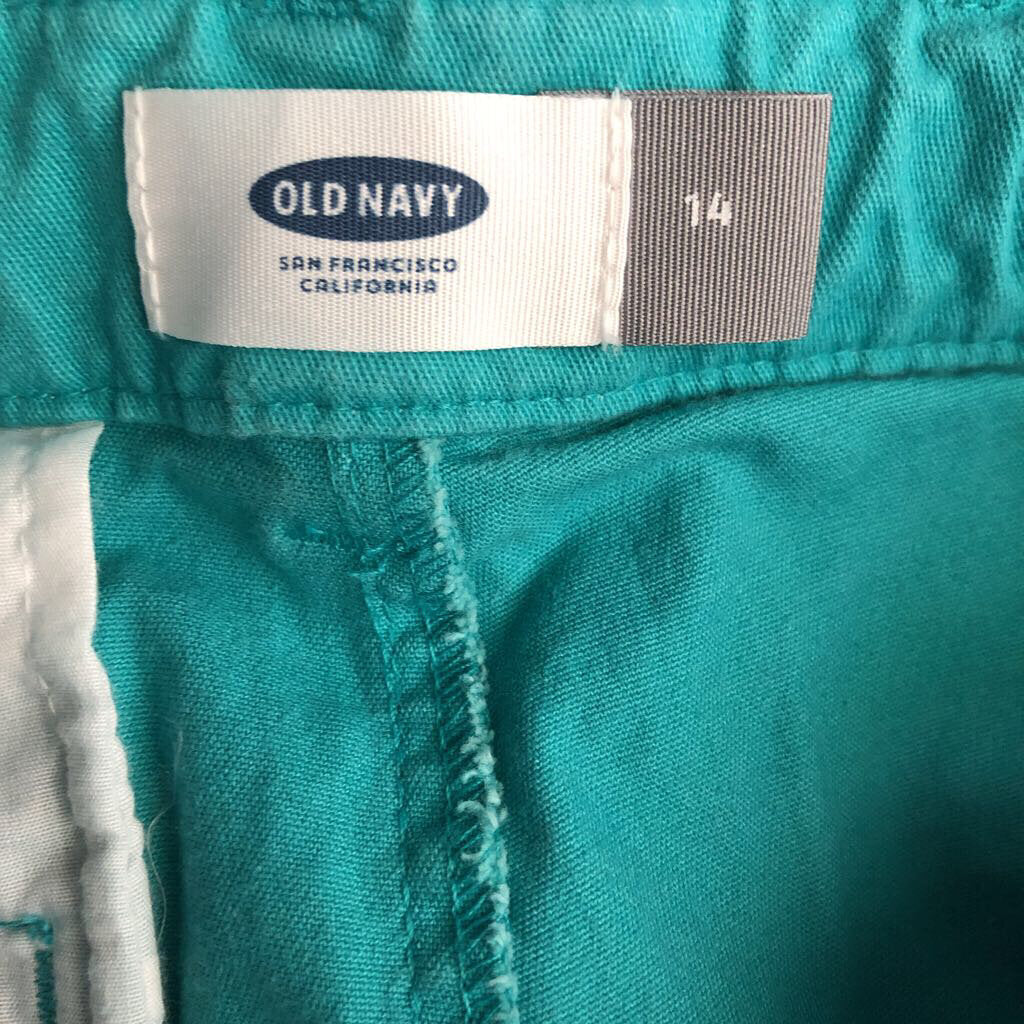 OLD NAVY
SAN FRANCISCO
CALIFORNIA
14